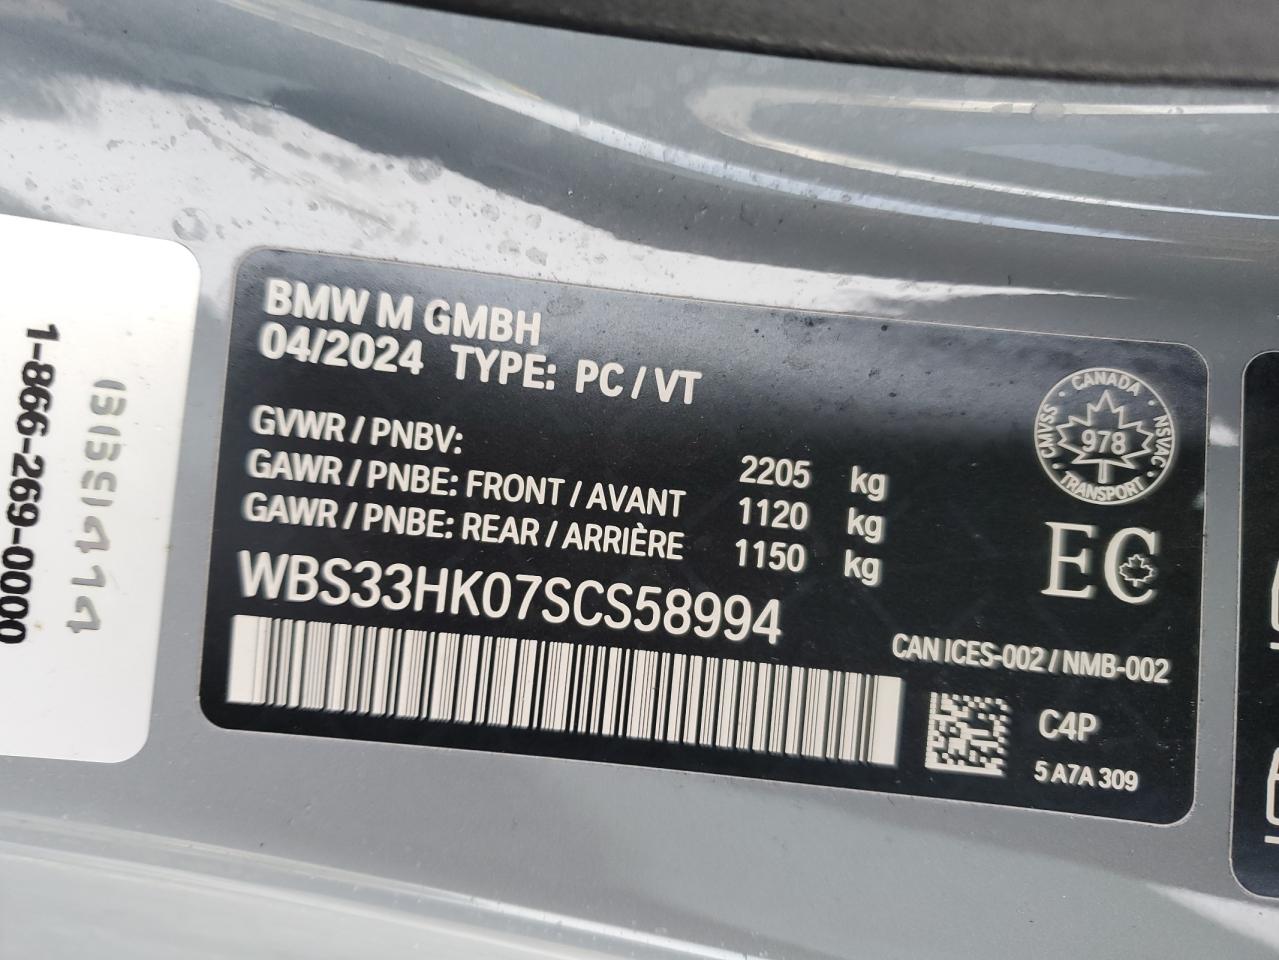 BMW M GMBH
04/2024 TYPE: PC / VT
GVWR / PNBV: 2205 kg
GAWR / PNBE: FRONT / AVANT 1120 kg
GAWR / PNBE: REAR / ARRIÈRE 1150 kg
WBS33HK07SCS58994
CANADA
CMVSS
978
NSVAC
TRANSPORT
EC
CAN ICES-002 / NMB-002
C4P
5 A7A 309
1-866-269-0000